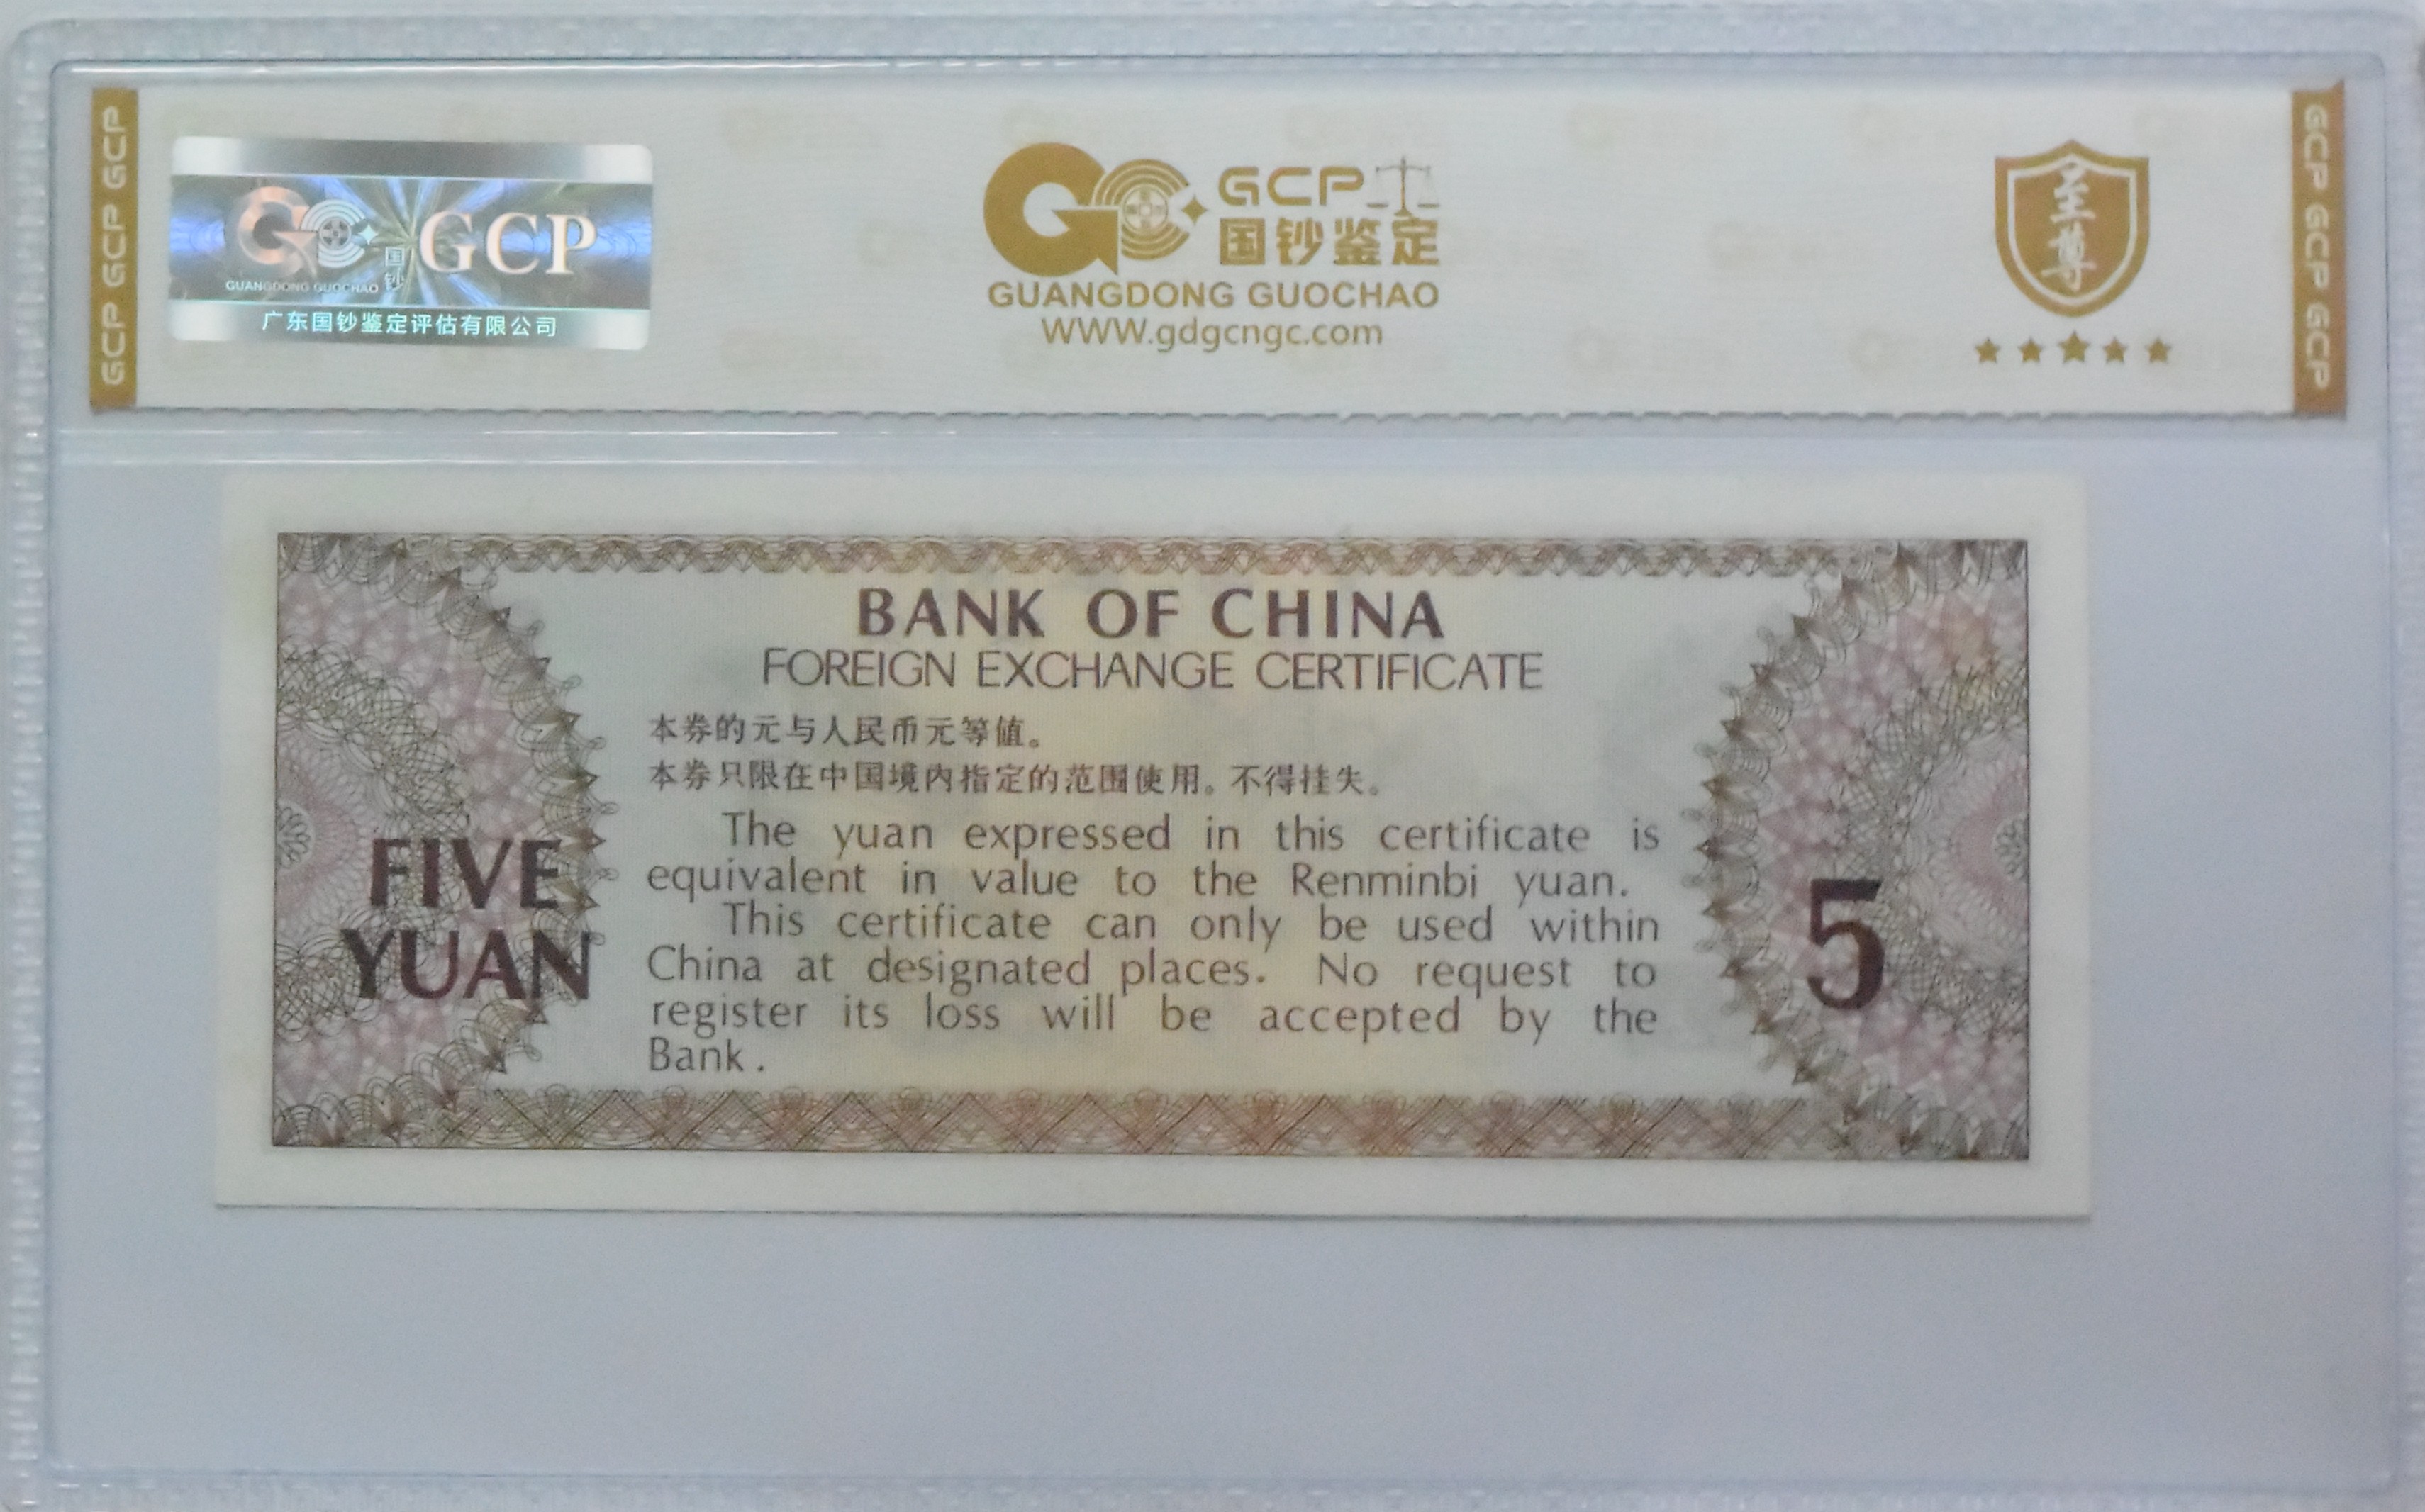 GCP GCP GCP
GCP
国钞
GUANGDONG GUOCHAO
广东国钞鉴定评估有限公司
GCP
国钞鉴定
GUANGDONG GUOCHAO
WWW.gdgcngc.com
至尊
GCP GCP GCP
BANK OF CHINA
FOREIGN EXCHANGE CERTIFICATE
本券的元与人民币元等值。
本券只限在中国境内指定的范围使用。不得挂失。
The yuan expressed in this certificate is
equivalent in value to the Renminbi yuan.
This certificate can only be used within
China at designated places. No request to
register its loss will be accepted by the
Bank.
FIVE
YUAN
5